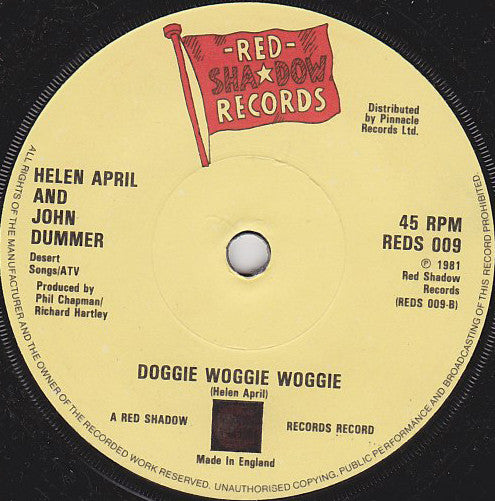 -RED-
SHA★DOW
RECORDS
Distributed
by Pinnacle
Records Ltd.
HELEN APRIL
AND
JOHN
DUMMER
Desert
Songs/ATV
Produced by
Phil Chapman/
Richard Hartley
45 RPM
REDS 009
℗ 1981
Red Shadow
Records
(REDS 009-B)
DOGGIE WOGGIE WOGGIE
(Helen April)
A RED SHADOW RECORDS RECORD
Made In England
ALL RIGHTS OF THE MANUFACTURER AND THE OWNER OF THE RECORDED WORK RESERVED. UNAUTHORISED COPYING, PUBLIC PERFORMANCE AND BROADCASTING OF THIS RECORD PROHIBITED.